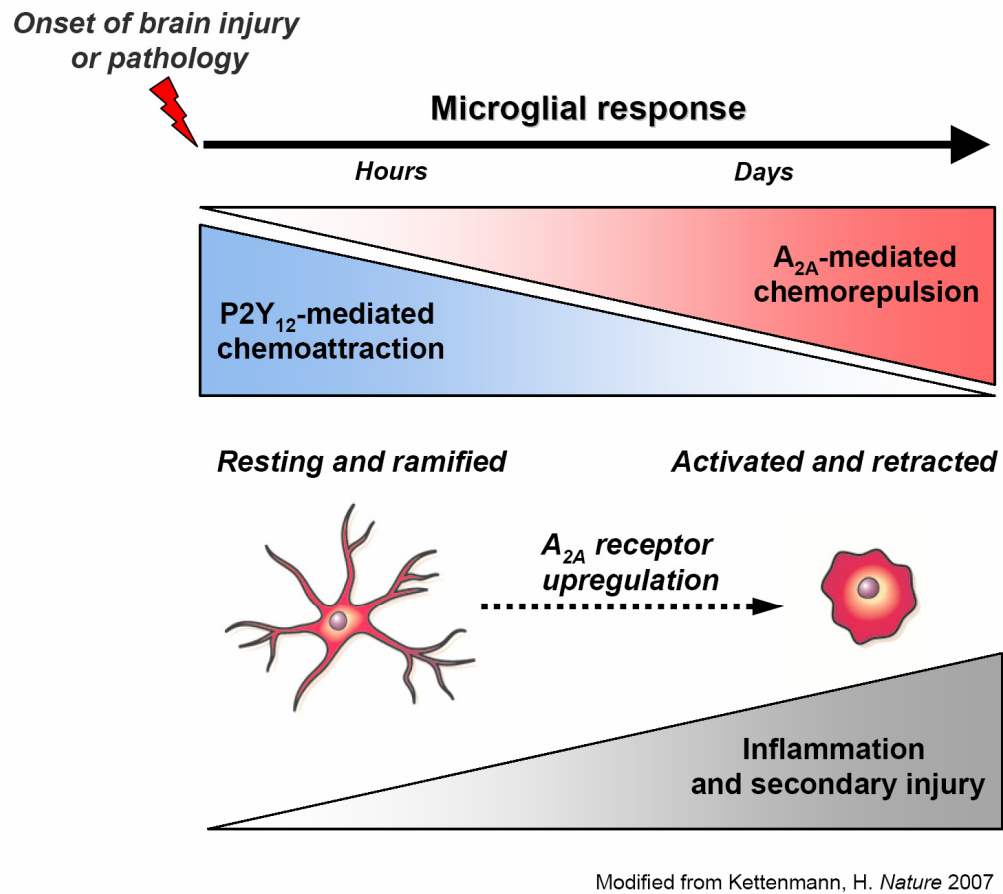 Onset of brain injury
or pathology
Microglial response
Hours
Days
A2A-mediated
chemorepulsion
P2Y12-mediated
chemoattraction
Resting and ramified
Activated and retracted
A2A receptor
upregulation
Inflammation
and secondary injury
Modified from Kettenmann, H. Nature 2007